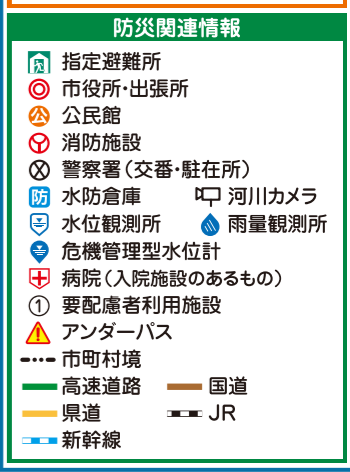 防災関連情報
指定避難所
市役所・出張所
公 公民館
消防施設
警察署(交番・駐在所)
防 水防倉庫 河川カメラ
水位観測所 雨量観測所
危機管理型水位計
病院(入院施設のあるもの)
① 要配慮者利用施設
アンダーパス
市町村境
高速道路 国道
県道 JR
新幹線